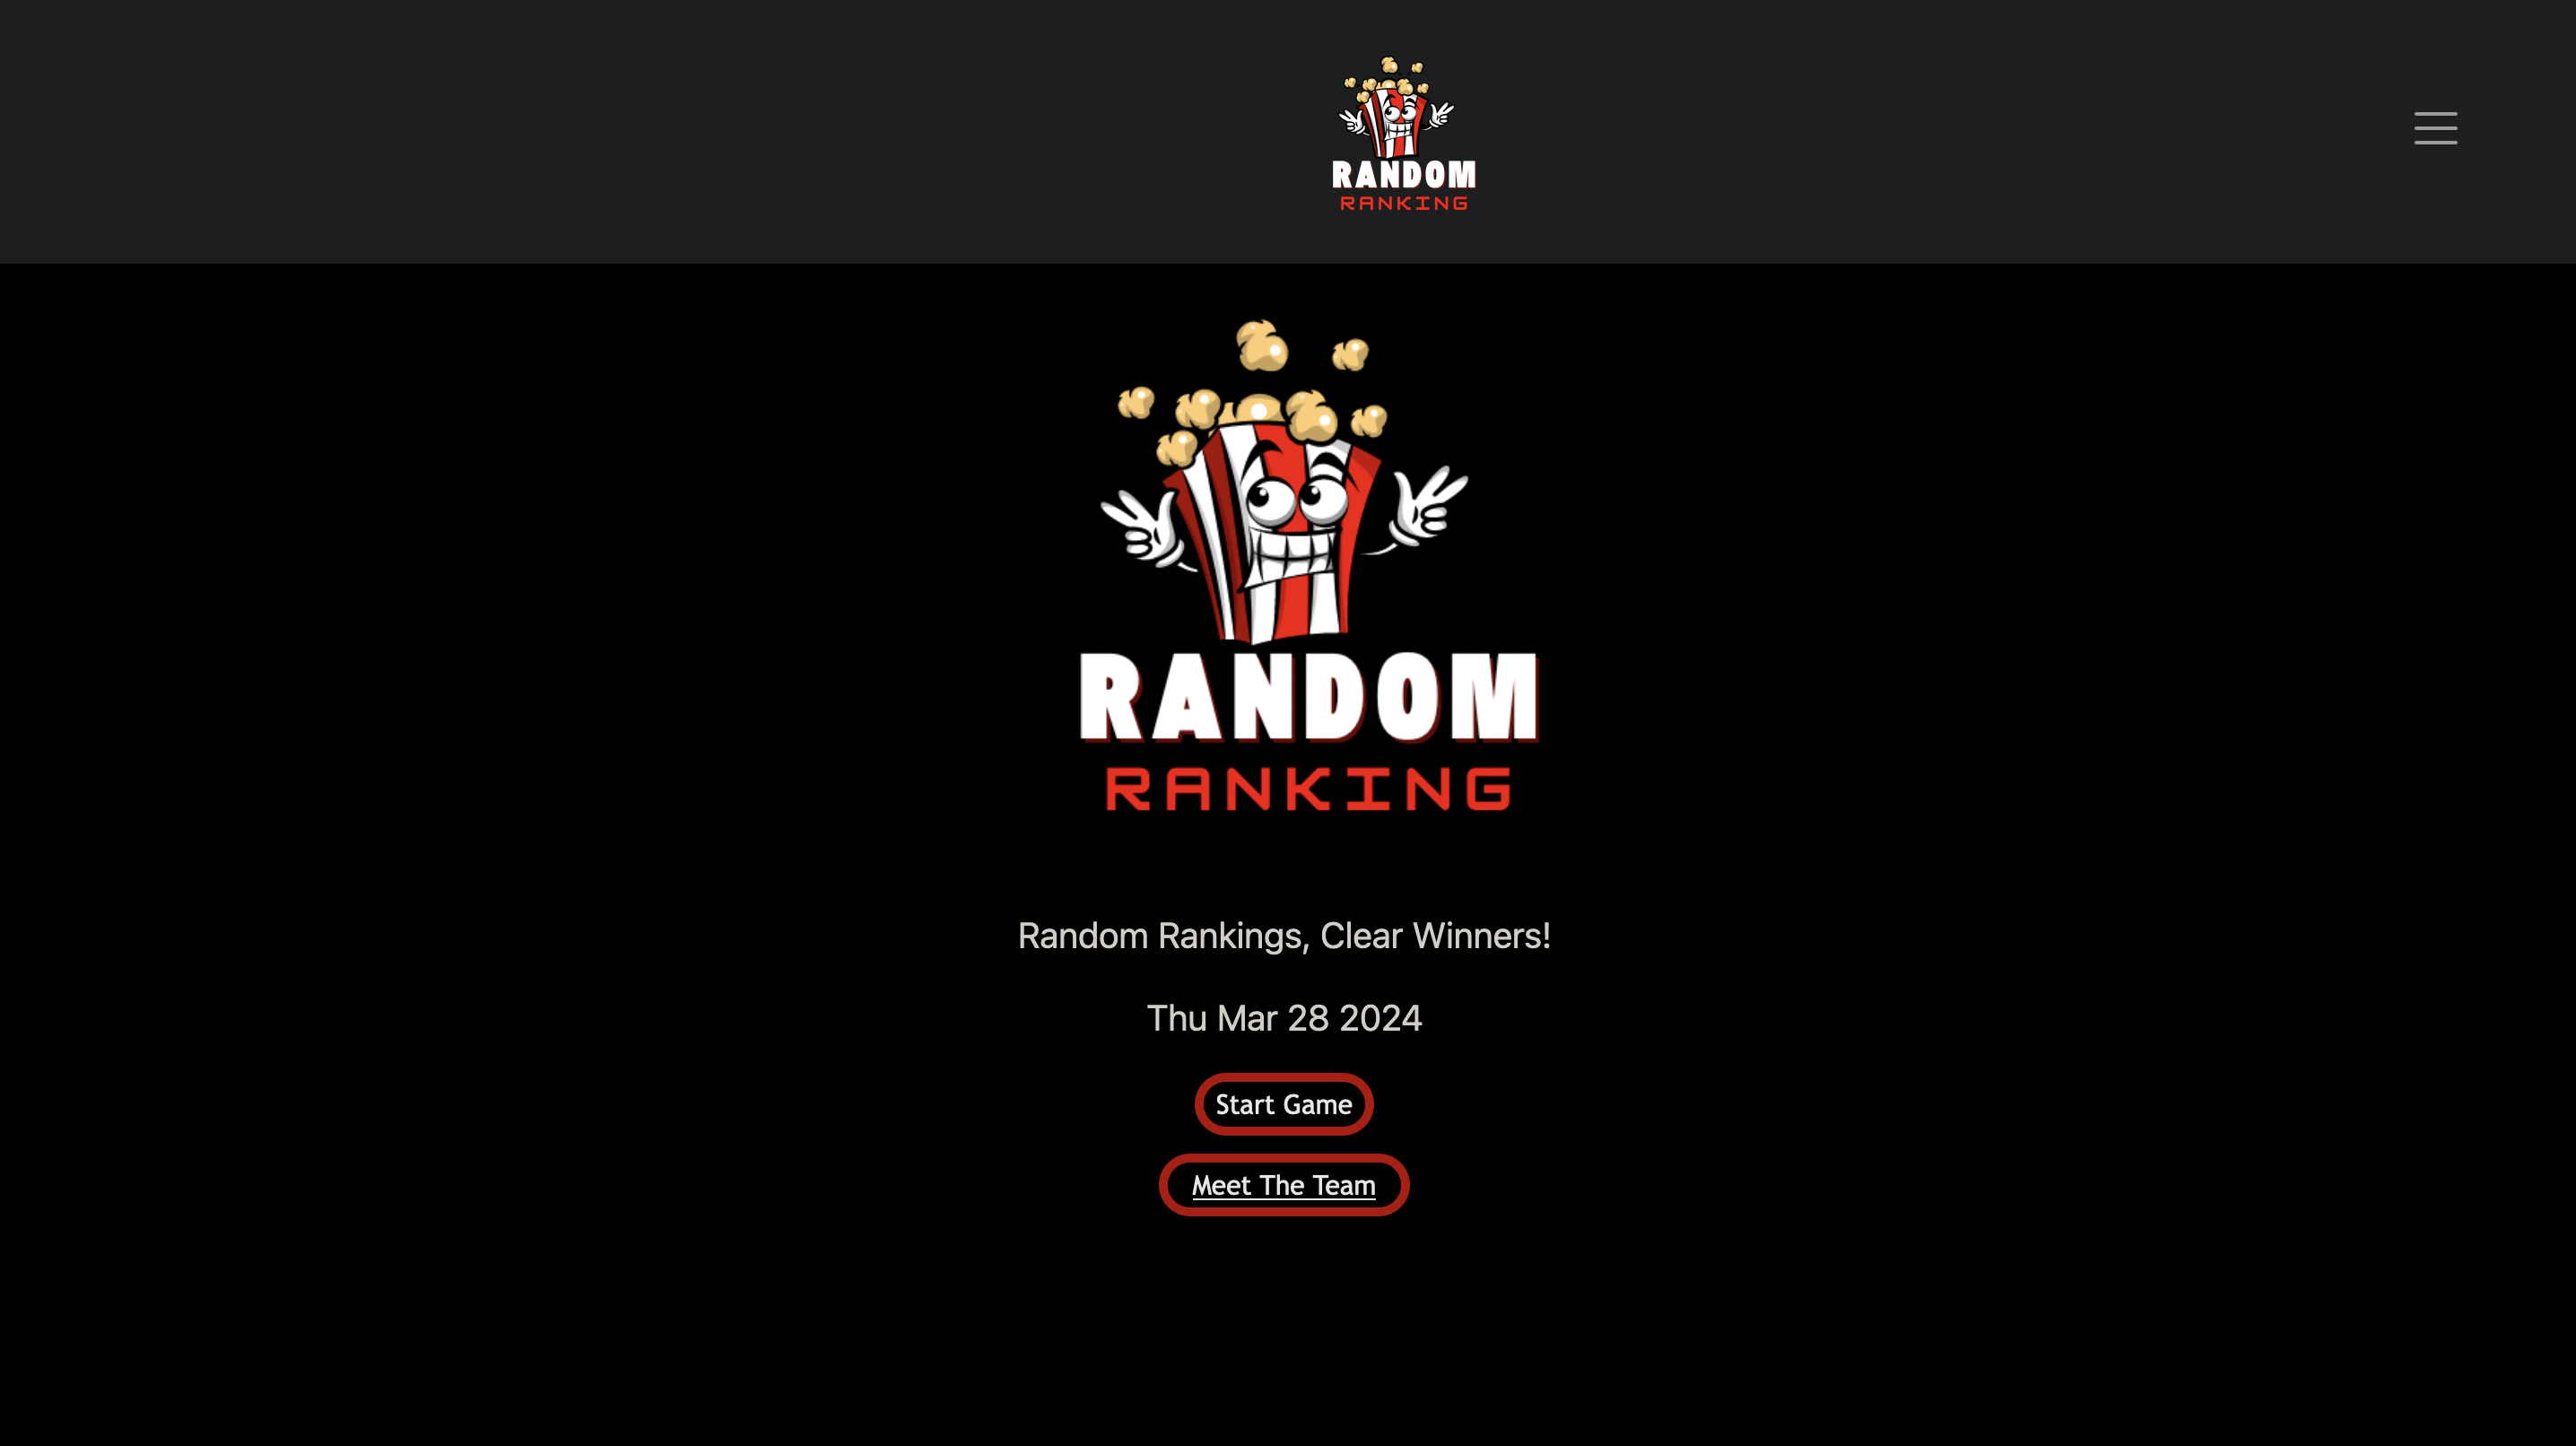 RANDOM
RANKING
RANDOM
RANKING
Random Rankings, Clear Winners!
Thu Mar 28 2024
Start Game
Meet The Team